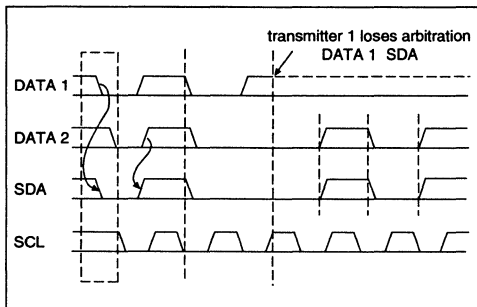 transmitter 1 loses arbitration
DATA 1 SDA
DATA 1
DATA 2
SDA
SCL